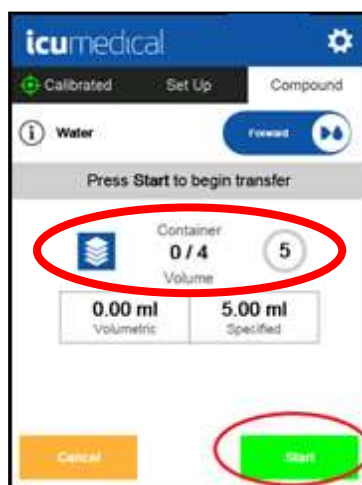 icumedical
Calibrated Set Up Compound
i Water Forward
Press Start to begin transfer
Container
0 / 4 5
Volume
0.00 ml 5.00 ml
Volumetric Specified
Cancel Start